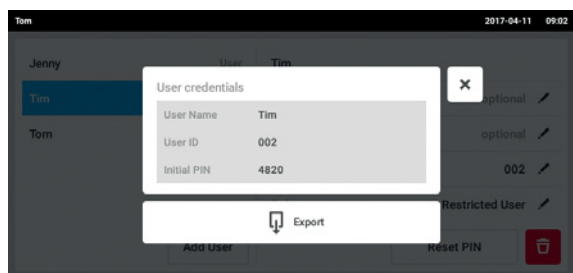 Tom 2017-04-11 09:02
Jenny User Tim
User credentials
Tim optional
User Name Tim
Tom optional
User ID 002
002
Initial PIN 4820
Restricted User
Export
Add User Reset PIN